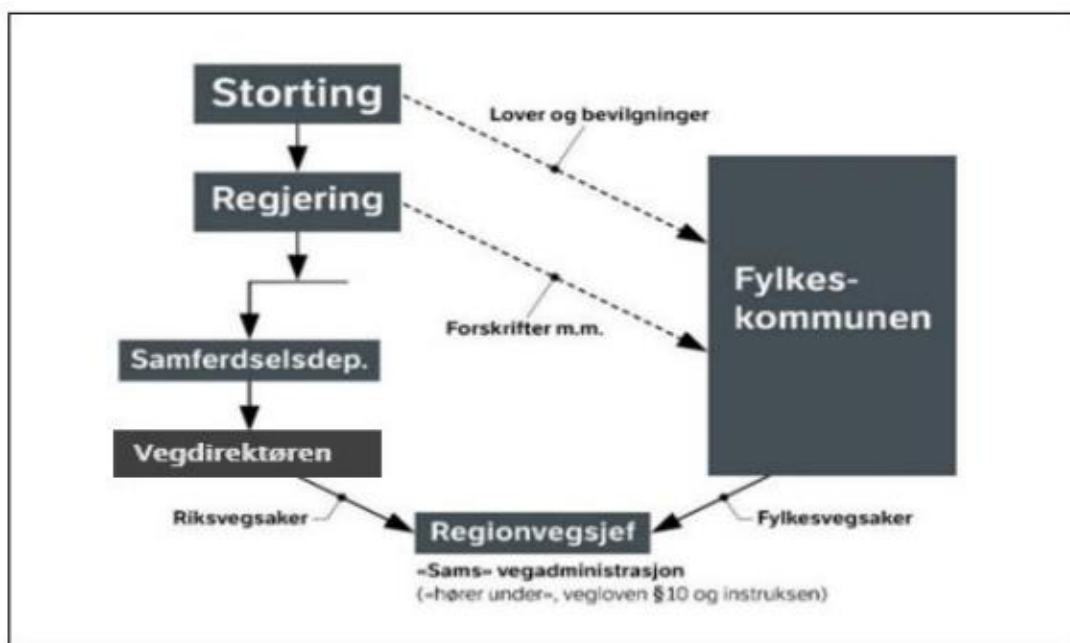 Storting
Lover og bevilgninger
Regjering
Fylkes-
kommunen
Forskrifter m.m.
Samferdselsdep.
Vegdirektøren
Riksvegsaker
Fylkesvegsaker
Regionvegsjef
«Sams» vegadministrasjon
(«hører under», vegloven §10 og instruksen)